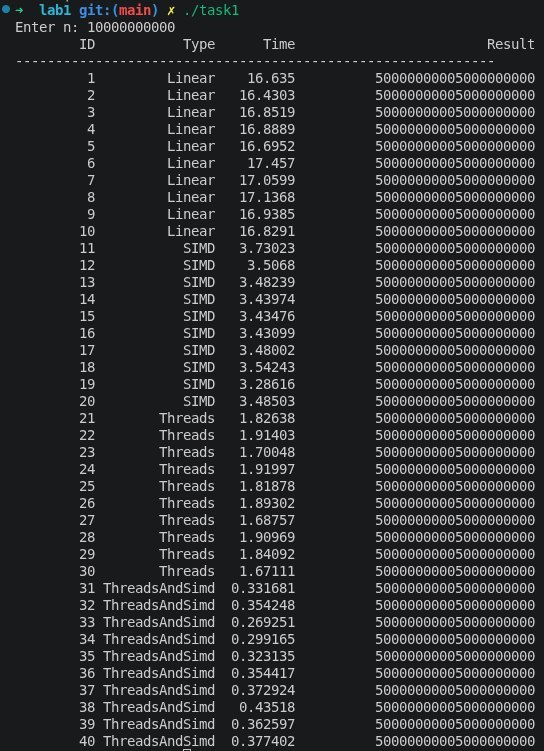 → lab1 git:(main) ✗ ./task1
Enter n: 10000000000
ID Type Time Result
------------------------------------------------------------
1 Linear 16.635 50000000005000000000
2 Linear 16.4303 50000000005000000000
3 Linear 16.8519 50000000005000000000
4 Linear 16.8889 50000000005000000000
5 Linear 16.6952 50000000005000000000
6 Linear 17.457 50000000005000000000
7 Linear 17.0599 50000000005000000000
8 Linear 17.1368 50000000005000000000
9 Linear 16.9385 50000000005000000000
10 Linear 16.8291 50000000005000000000
11 SIMD 3.73023 50000000005000000000
12 SIMD 3.5068 50000000005000000000
13 SIMD 3.48239 50000000005000000000
14 SIMD 3.43974 50000000005000000000
15 SIMD 3.43476 50000000005000000000
16 SIMD 3.43099 50000000005000000000
17 SIMD 3.48002 50000000005000000000
18 SIMD 3.54243 50000000005000000000
19 SIMD 3.28616 50000000005000000000
20 SIMD 3.48503 50000000005000000000
21 Threads 1.82638 50000000005000000000
22 Threads 1.91403 50000000005000000000
23 Threads 1.70048 50000000005000000000
24 Threads 1.91997 50000000005000000000
25 Threads 1.81878 50000000005000000000
26 Threads 1.89302 50000000005000000000
27 Threads 1.68757 50000000005000000000
28 Threads 1.90969 50000000005000000000
29 Threads 1.84092 50000000005000000000
30 Threads 1.67111 50000000005000000000
31 ThreadsAndSimd 0.331681 50000000005000000000
32 ThreadsAndSimd 0.354248 50000000005000000000
33 ThreadsAndSimd 0.269251 50000000005000000000
34 ThreadsAndSimd 0.299165 50000000005000000000
35 ThreadsAndSimd 0.323135 50000000005000000000
36 ThreadsAndSimd 0.354417 50000000005000000000
37 ThreadsAndSimd 0.372924 50000000005000000000
38 ThreadsAndSimd 0.43518 50000000005000000000
39 ThreadsAndSimd 0.362597 50000000005000000000
40 ThreadsAndSimd 0.377402 50000000005000000000